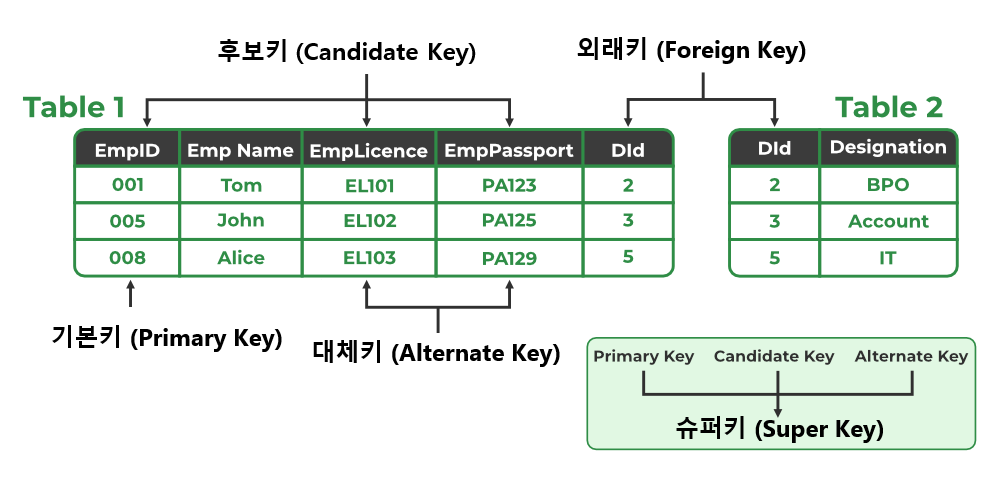 후보키 (Candidate Key)
외래키 (Foreign Key)
Table 1
Table 2
EmpID Emp Name EmpLicence EmpPassport DId
001 Tom EL101 PA123 2
005 John EL102 PA125 3
008 Alice EL103 PA129 5
DId Designation
2 BPO
3 Account
5 IT
기본키 (Primary Key)
대체키 (Alternate Key)
Primary Key Candidate Key Alternate Key
슈퍼키 (Super Key)